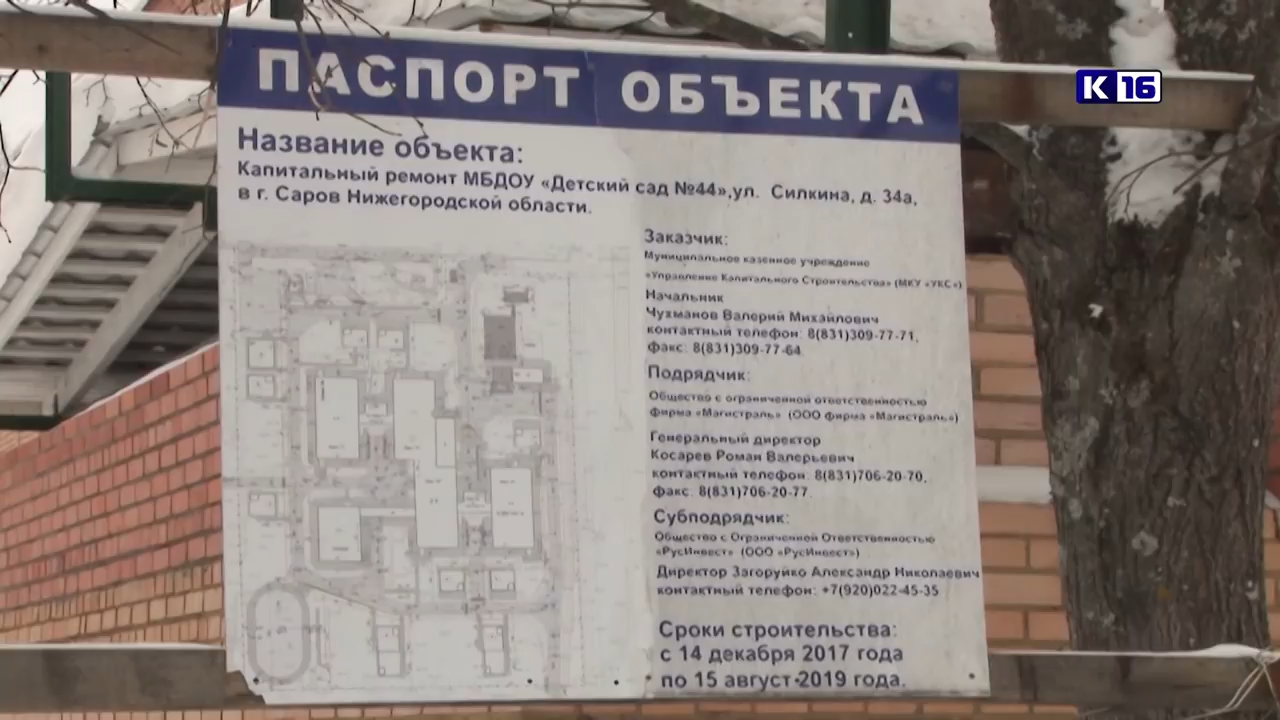 ПАСПОРТ ОБЪЕКТА
К 16
Название объекта:
Капитальный ремонт МБДОУ «Детский сад №44», ул. Силкина, д. 34а,
в г. Саров Нижегородской области.
Заказчик:
Муниципальное казенное учреждение
«Управление Капитального Строительства» (МКУ «УКС»)
Начальник
Чухманов Валерий Михайлович
контактный телефон: 8(831)309-77-71,
факс: 8(831)309-77-64
Подрядчик:
Общество с ограниченной ответственностью
фирма «Магистраль» (ООО фирма «Магистраль»)
Генеральный директор
Косарев Роман Валерьевич
контактный телефон: 8(831)706-20-70,
факс: 8(831)706-20-77.
Субподрядчик:
Общество с Ограниченной Ответственностью
«РусИнвест» (ООО «РусИнвест»)
Директор Загоруйко Александр Николаевич
контактный телефон: +7(920)022-45-35
Сроки строительства:
с 14 декабря 2017 года
по 15 август 2019 года.